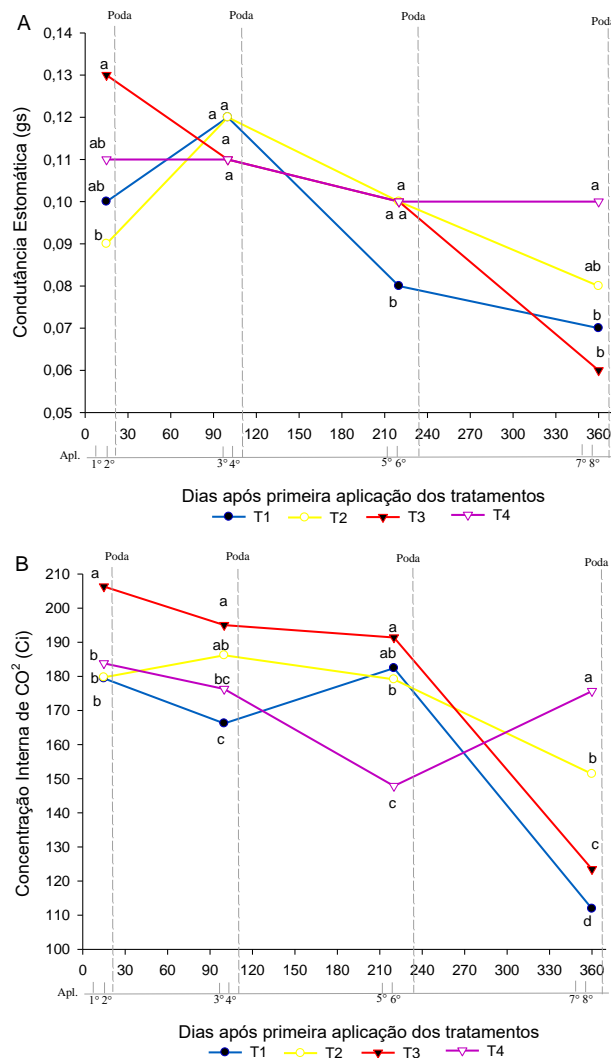 A
Poda Poda Poda Poda
Condutância Estomática (gs)
0,14
0,13
0,12
0,11
0,10
0,09
0,08
0,07
0,06
0,05
a
ab
ab
b
a a
a
a
a
a a
b
a
ab
b
b
0 30 60 90 120 150 180 210 240 270 300 330 360
Apl. 1° 2° 3° 4° 5° 6° 7° 8°
Dias após primeira aplicação dos tratamentos
T1 T2 T3 T4
B
Poda Poda Poda Poda
Concentração Interna de CO² (Ci)
210
200
190
180
170
160
150
140
130
120
110
100
a
b
b
b
a
ab
bc
c
a
ab
b
c
a
b
c
d
0 30 60 90 120 150 180 210 240 270 300 330 360
Apl. 1° 2° 3° 4° 5° 6° 7° 8°
Dias após primeira aplicação dos tratamentos
T1 T2 T3 T4